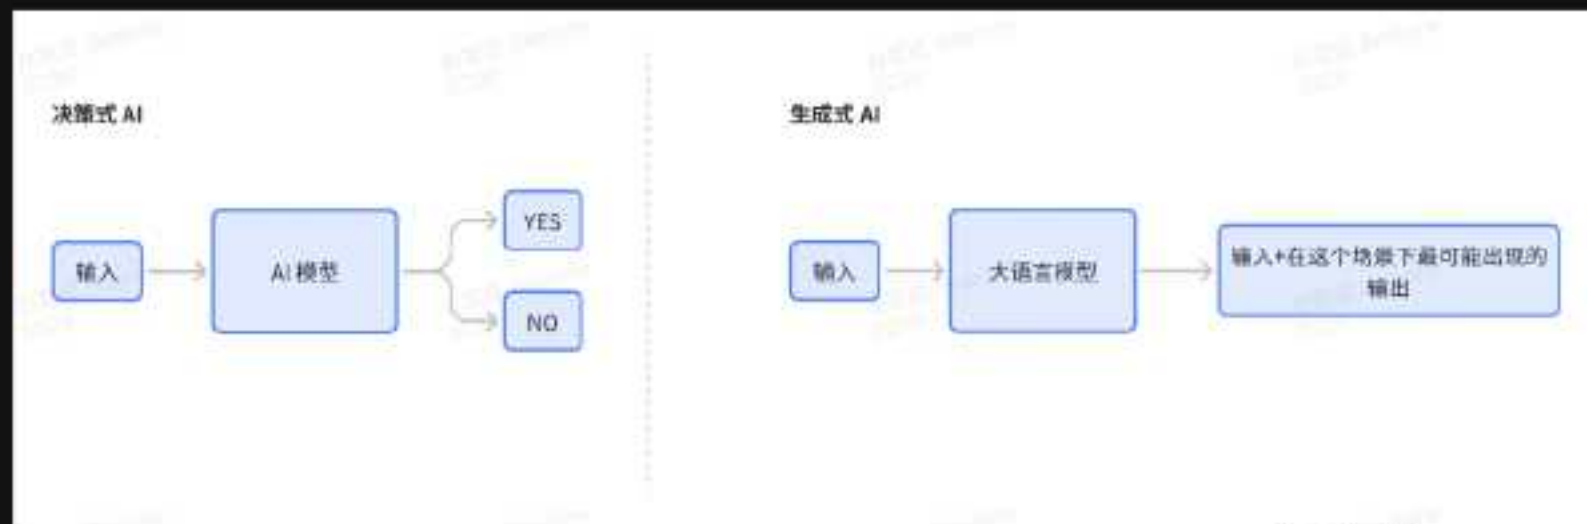 决策式 AI
输入
AI 模型
YES
NO
生成式 AI
输入
大语言模型
输入+在这个场景下最可能出现的
输出